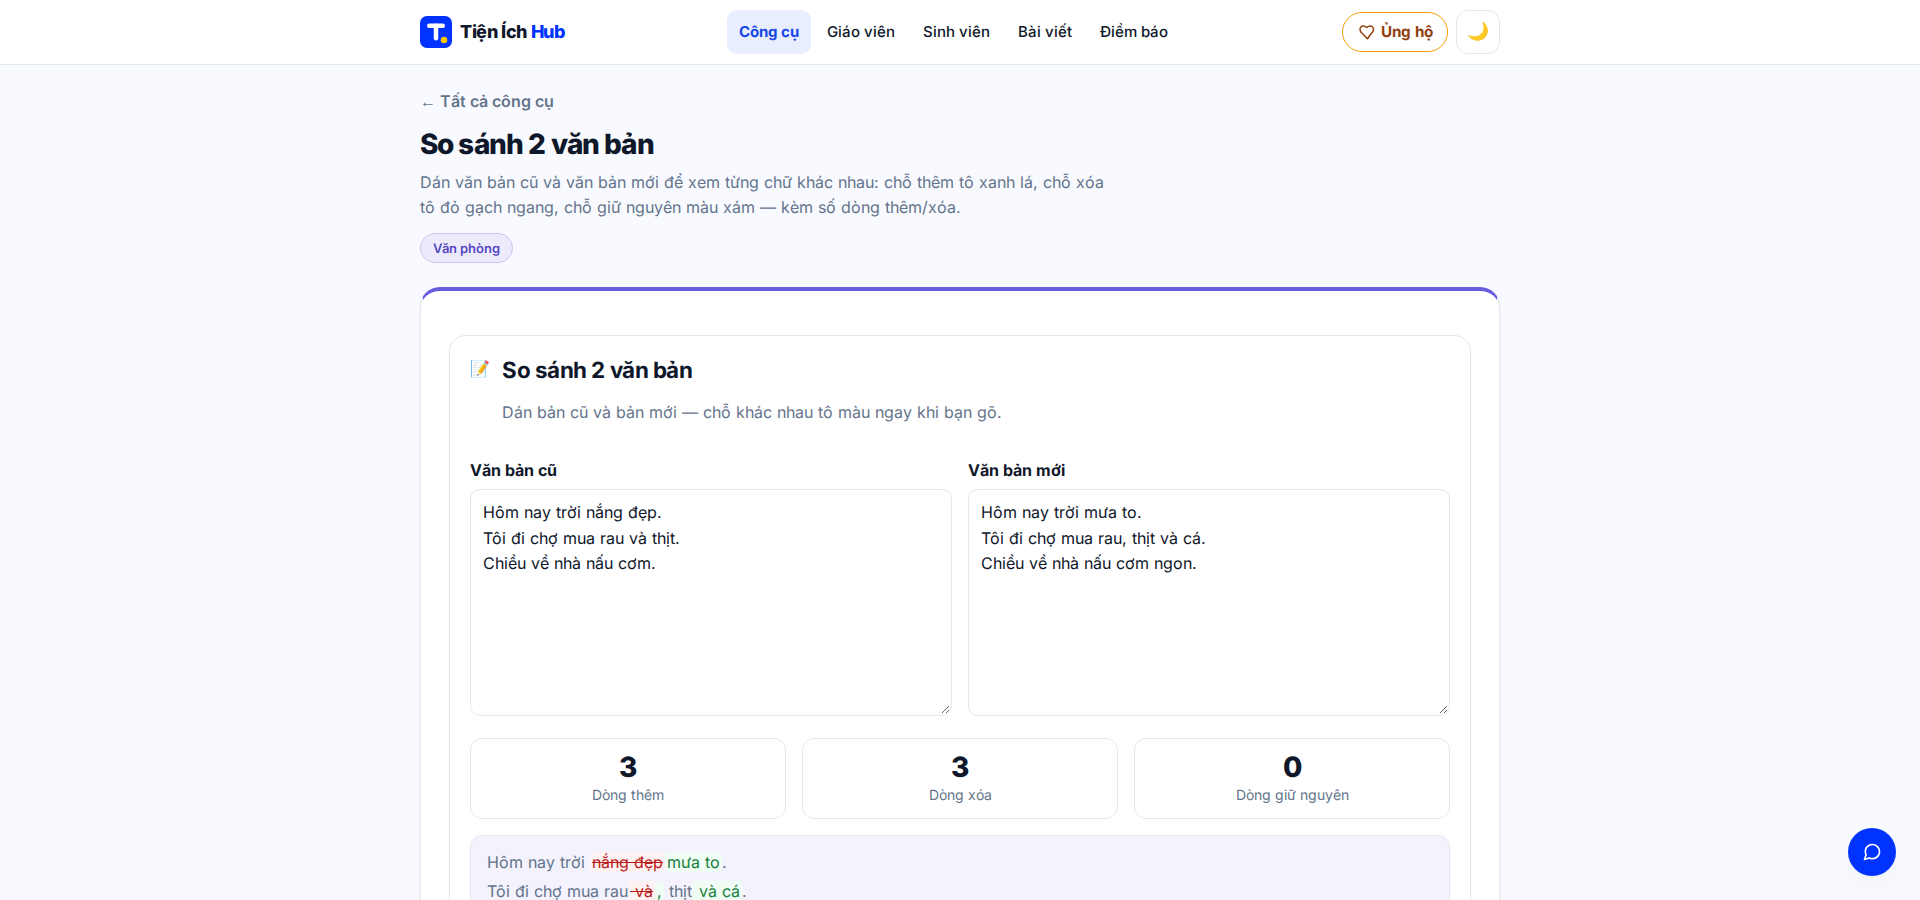 Tiện Ích Hub
Công cụ
Giáo viên
Sinh viên
Bài viết
Điểm báo
Ủng hộ
← Tất cả công cụ
So sánh 2 văn bản
Dán văn bản cũ và văn bản mới để xem từng chữ khác nhau: chỗ thêm tô xanh lá, chỗ xóa
tô đỏ gạch ngang, chỗ giữ nguyên màu xám — kèm số dòng thêm/xóa.
Văn phòng
So sánh 2 văn bản
Dán bản cũ và bản mới — chỗ khác nhau tô màu ngay khi bạn gõ.
Văn bản cũ
Hôm nay trời nắng đẹp.
Tôi đi chợ mua rau và thịt.
Chiều về nhà nấu cơm.
Văn bản mới
Hôm nay trời mưa to.
Tôi đi chợ mua rau, thịt và cá.
Chiều về nhà nấu cơm ngon.
3
Dòng thêm
3
Dòng xóa
0
Dòng giữ nguyên
Hôm nay trời nắng đẹp mưa to.
Tôi đi chợ mua rau và, thịt và cá.